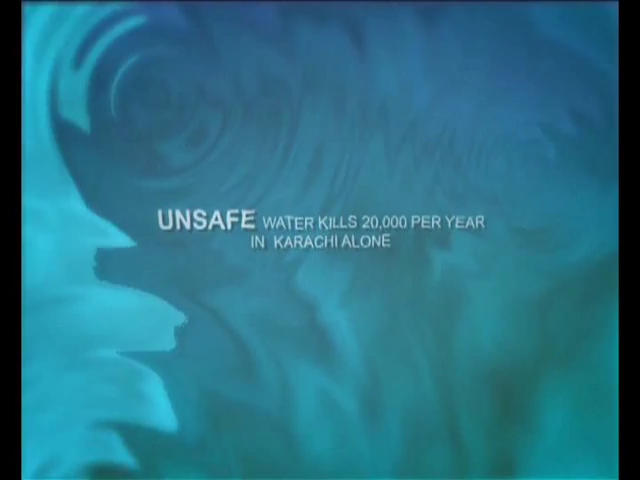 UNSAFE WATER KILLS 20,000 PER YEAR
IN KARACHI ALONE